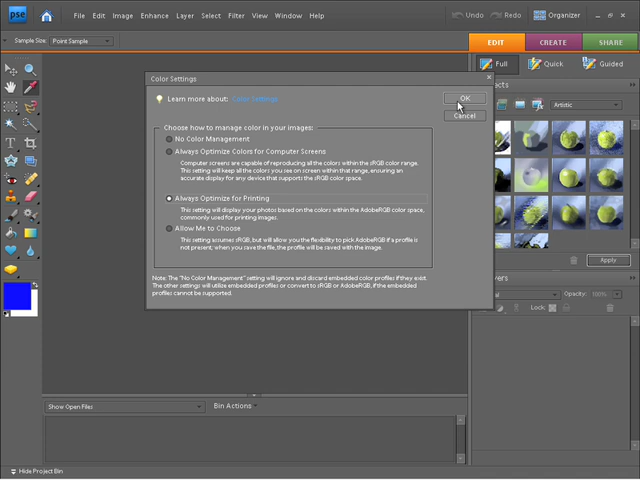 pse File Edit Image Enhance Layer Select Filter View Window Help Undo Redo Organizer
Sample Size: Point Sample
EDIT CREATE SHARE
Full Quick Guided
Color Settings
Learn more about: Color Settings
OK
Cancel
Artistic
Choose how to manage color in your images:
No Color Management
Always Optimize Colors for Computer Screens
Computer screens are capable of reproducing all the colors within the sRGB color range.
This setting will keep all the colors you see on screen within that range, ensuring an
accurate display for any device that supports the sRGB color space.
Always Optimize for Printing
This setting will display your photos based on the colors within the AdobeRGB color space,
commonly used for printing images.
Allow Me to Choose
This setting assumes sRGB, but will allow you the flexibility to pick AdobeRGB if a profile is
not present; when you save the file, the profile will be saved with the image.
Note: The "No Color Management" setting will ignore and discard embedded color profiles if they exist.
The other settings will utilize embedded profiles or convert to sRGB or AdobeRGB, if the embedded
profiles cannot be supported.
Apply
Opacity: 100%
Lock:
Show Open Files Bin Actions
Hide Project Bin